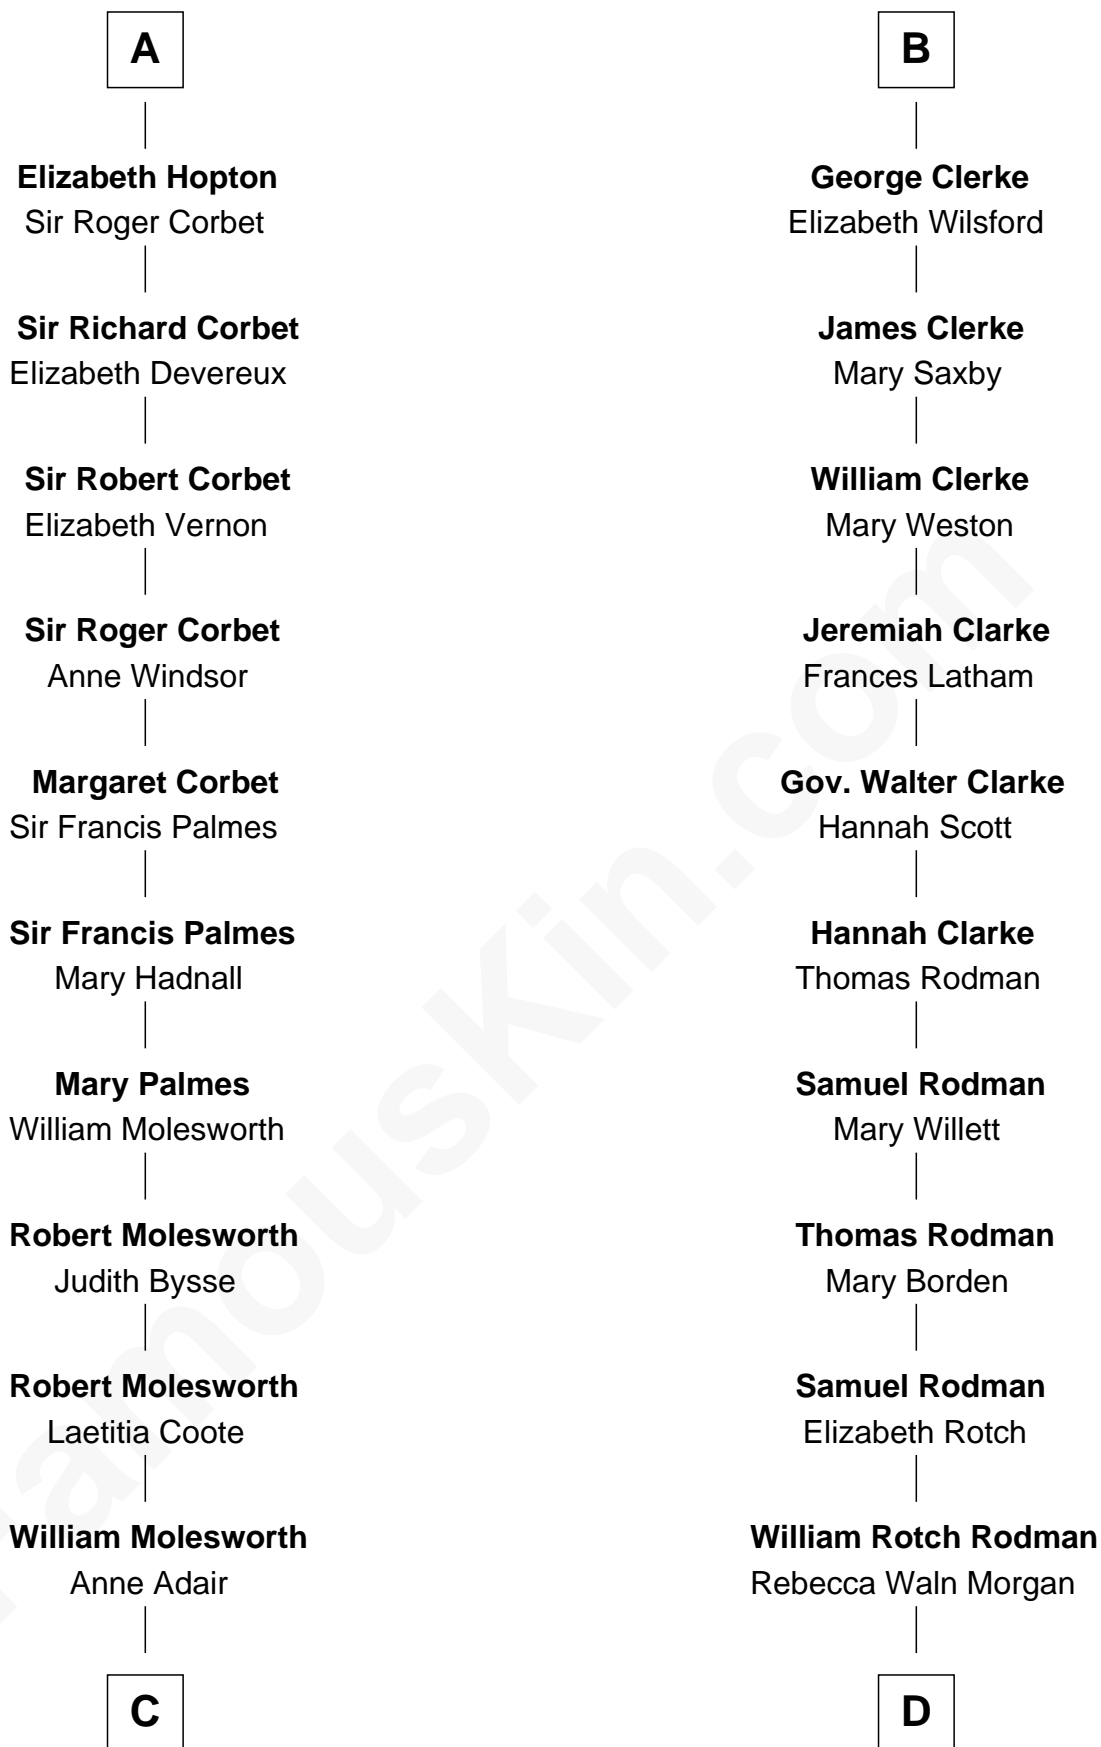 A
Elizabeth Hopton
Sir Roger Corbet
Sir Richard Corbet
Elizabeth Devereux
Sir Robert Corbet
Elizabeth Vernon
Sir Roger Corbet
Anne Windsor
Margaret Corbet
Sir Francis Palmes
Sir Francis Palmes
Mary Hadnall
Mary Palmes
William Molesworth
Robert Molesworth
Judith Bysse
Robert Molesworth
Laetitia Coote
William Molesworth
Anne Adair
C
B
George Clerke
Elizabeth Wilsford
James Clerke
Mary Saxby
William Clerke
Mary Weston
Jeremiah Clarke
Frances Latham
Gov. Walter Clarke
Hannah Scott
Hannah Clarke
Thomas Rodman
Samuel Rodman
Mary Willett
Thomas Rodman
Mary Borden
Samuel Rodman
Elizabeth Rotch
William Rotch Rodman
Rebecca Waln Morgan
D
FamousKin.com